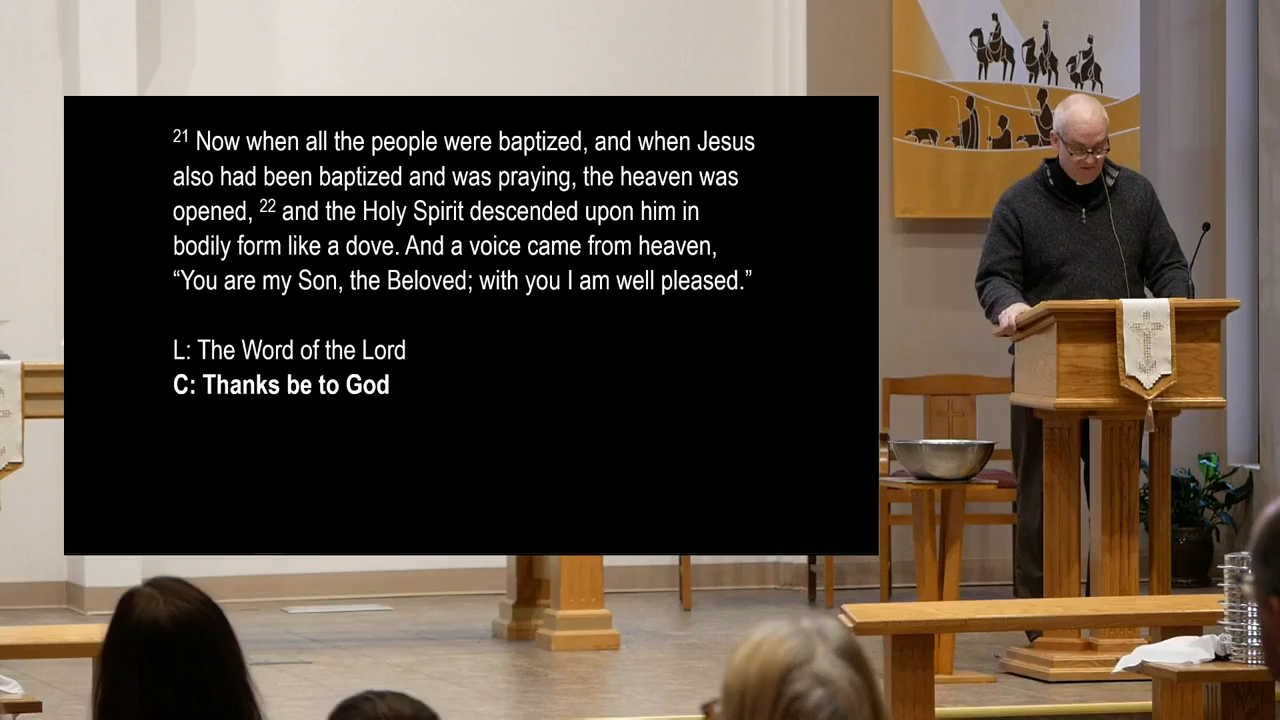 21 Now when all the people were baptized, and when Jesus
also had been baptized and was praying, the heaven was
opened, 22 and the Holy Spirit descended upon him in
bodily form like a dove. And a voice came from heaven,
“You are my Son, the Beloved; with you I am well pleased.”
L: The Word of the Lord
C: Thanks be to God